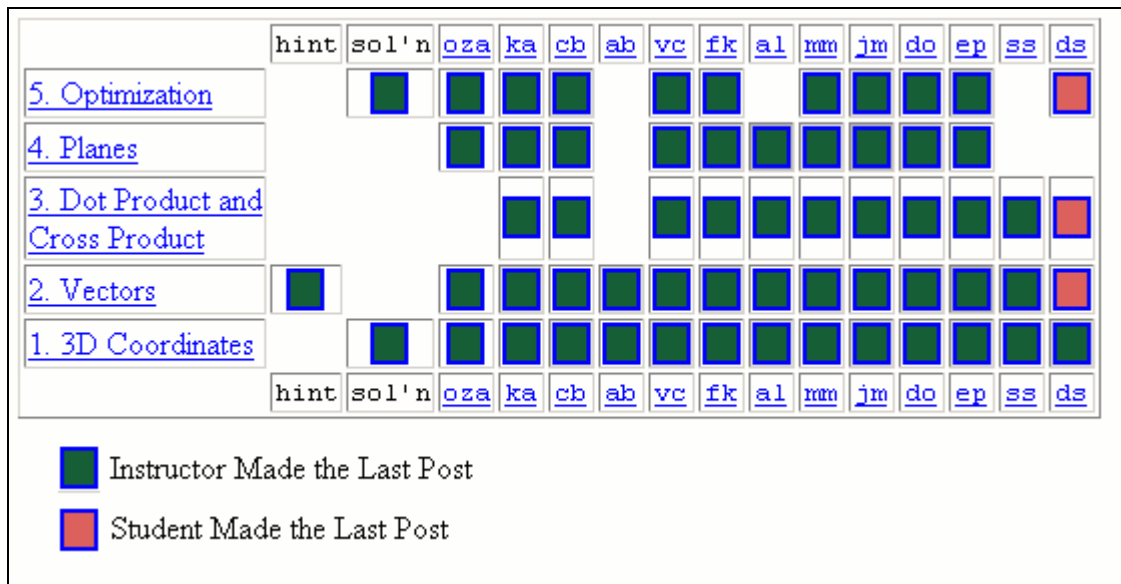 hint sol'n oza ka cb ab vc fk al mm jm do ep ss ds
5. Optimization
4. Planes
3. Dot Product and
Cross Product
2. Vectors
1. 3D Coordinates
hint sol'n oza ka cb ab vc fk al mm jm do ep ss ds
Instructor Made the Last Post
Student Made the Last Post